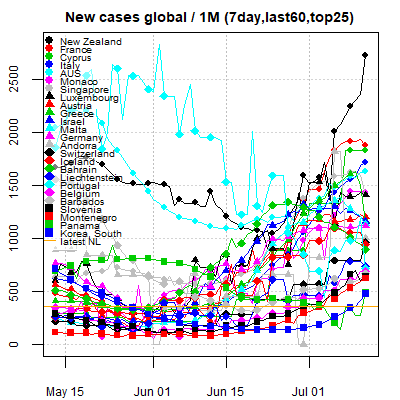 New cases global / 1M (7day,last60,top25)
New Zealand
France
Cyprus
Italy
AUS
Monaco
Singapore
Luxembourg
Austria
Greece
Israel
Malta
Germany
Andorra
Switzerland
Iceland
Bahrain
Liechtenstein
Portugal
Belgium
Barbados
Slovenia
Montenegro
Panama
Korea, South
latest NL
0
500
1000
1500
2000
2500
May 15
Jun 01
Jun 15
Jul 01